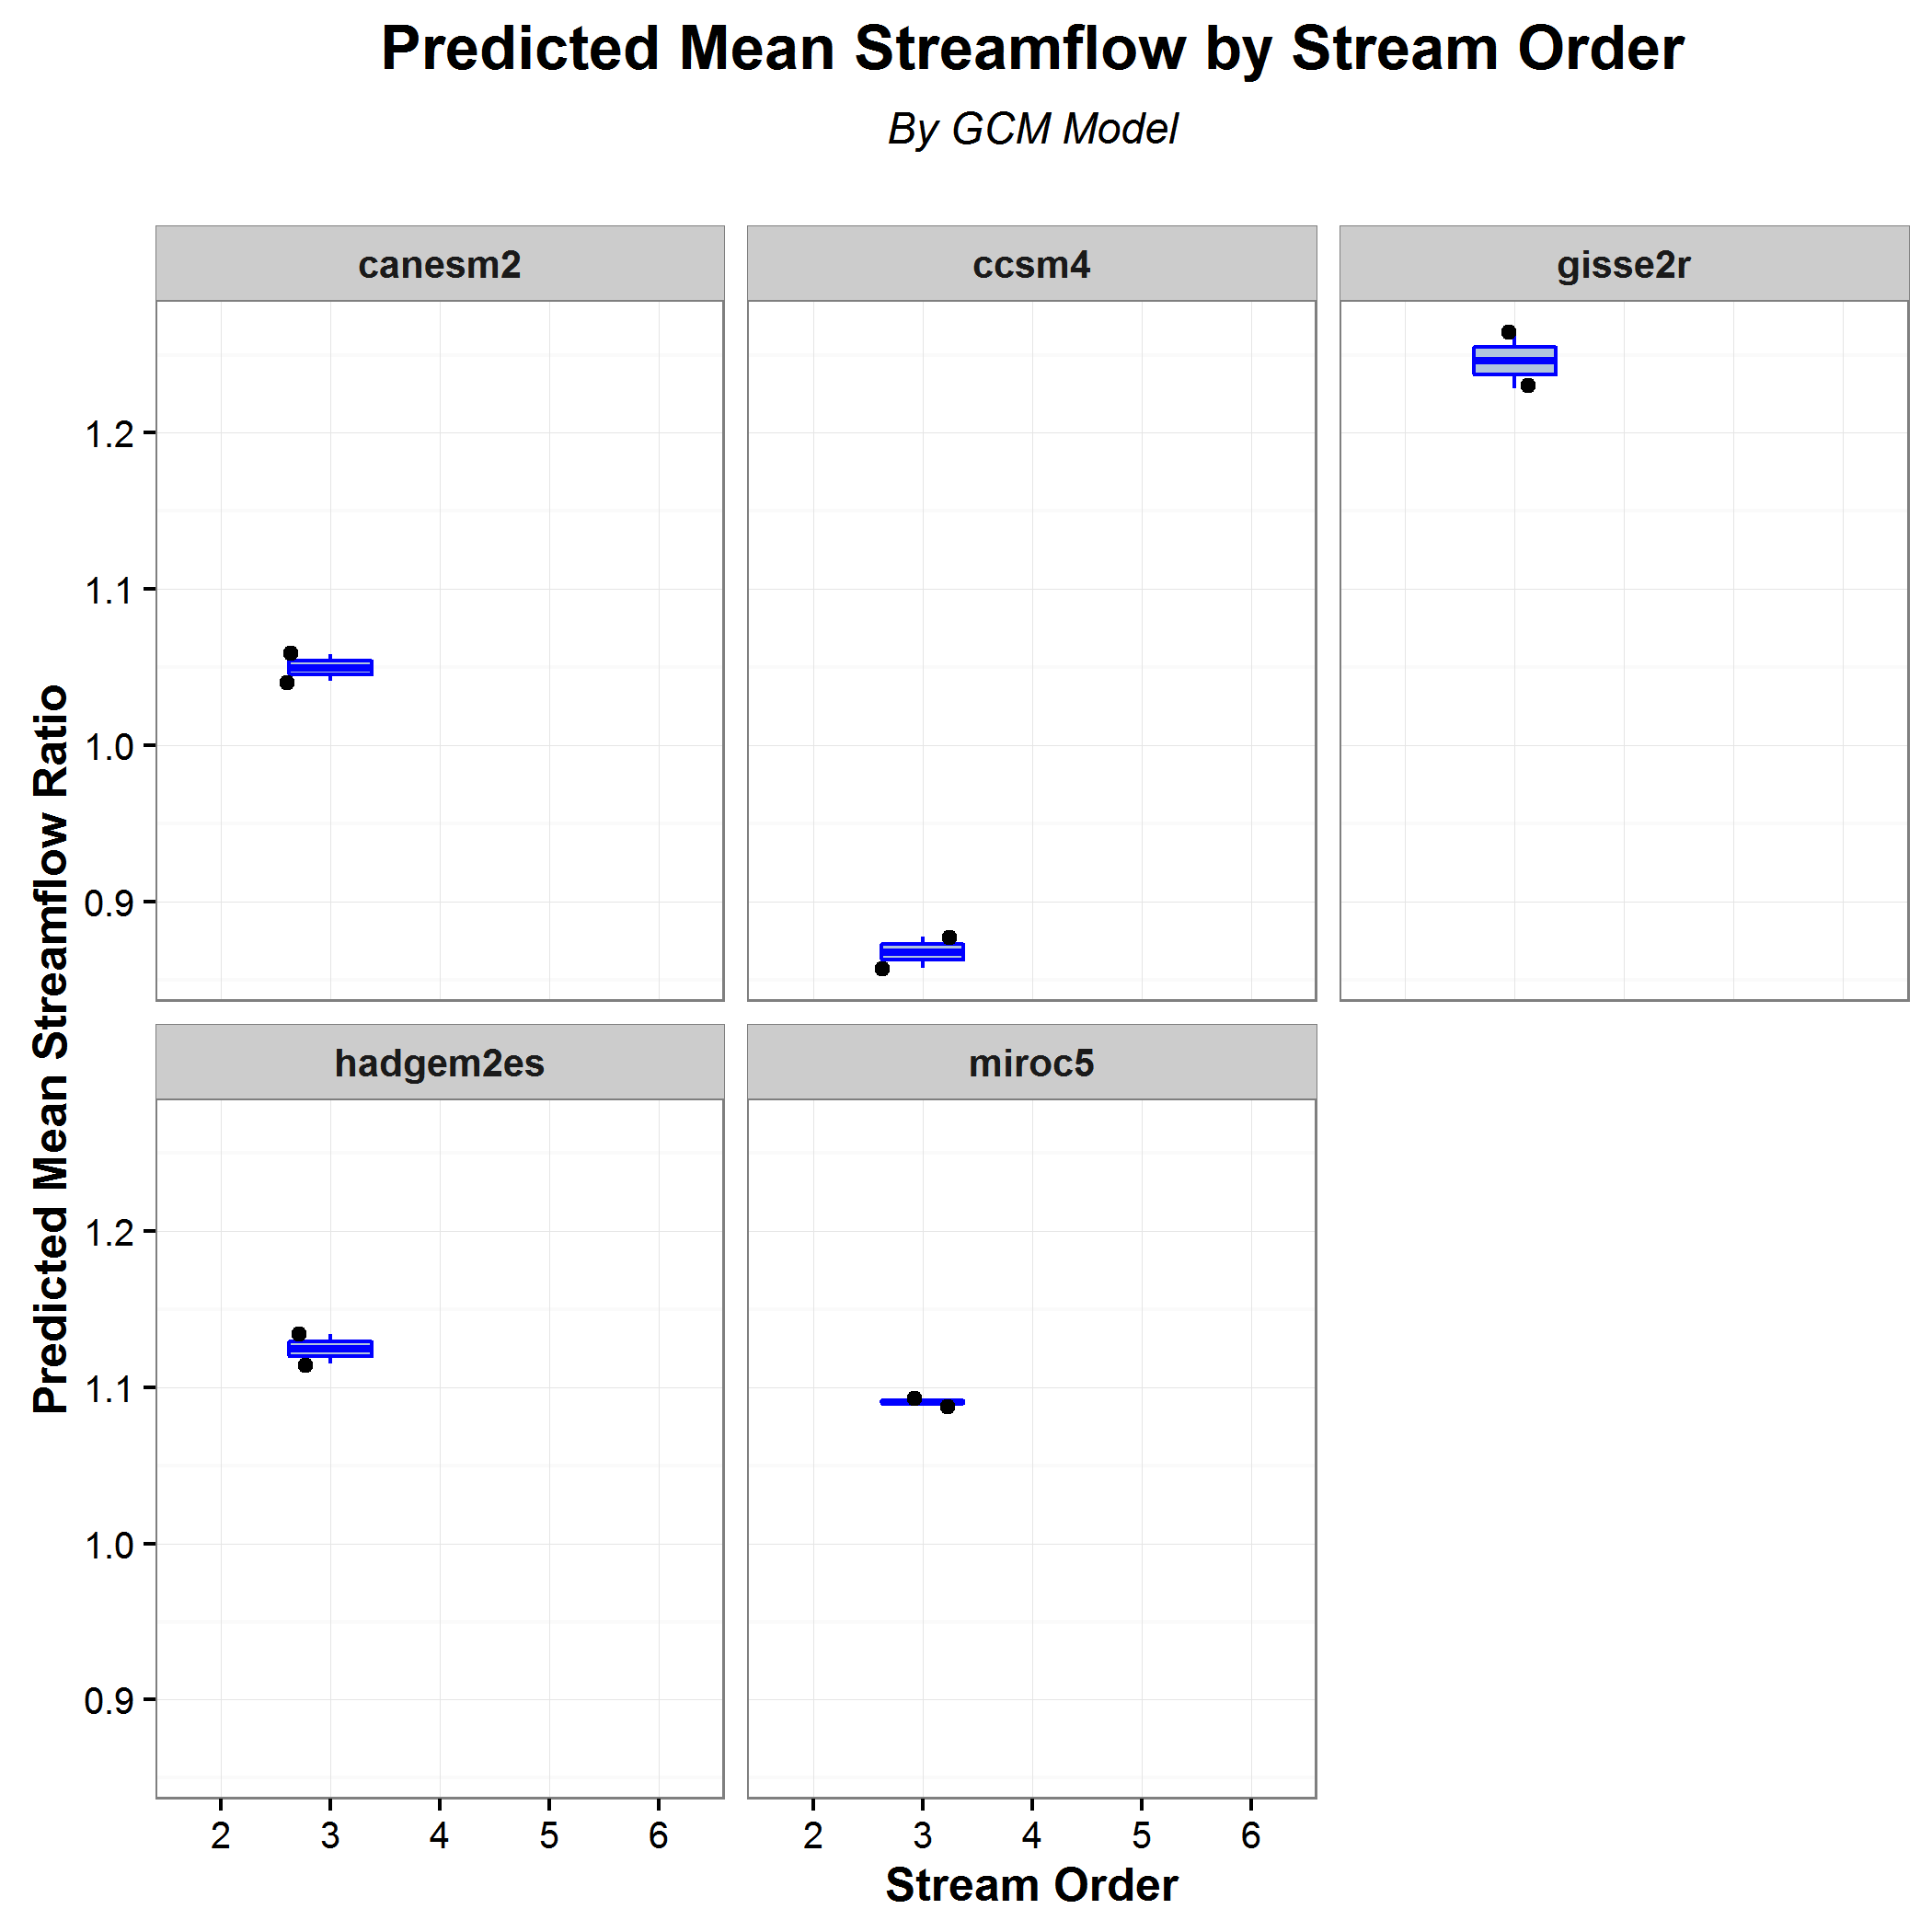 Predicted Mean Streamflow by Stream Order
By GCM Model
canesm2
ccsm4
gisse2r
1.2
1.1
1.0
0.9
Predicted Mean Streamflow Ratio
hadgem2es
miroc5
1.2
1.1
1.0
0.9
2 3 4 5 6
2 3 4 5 6
Stream Order